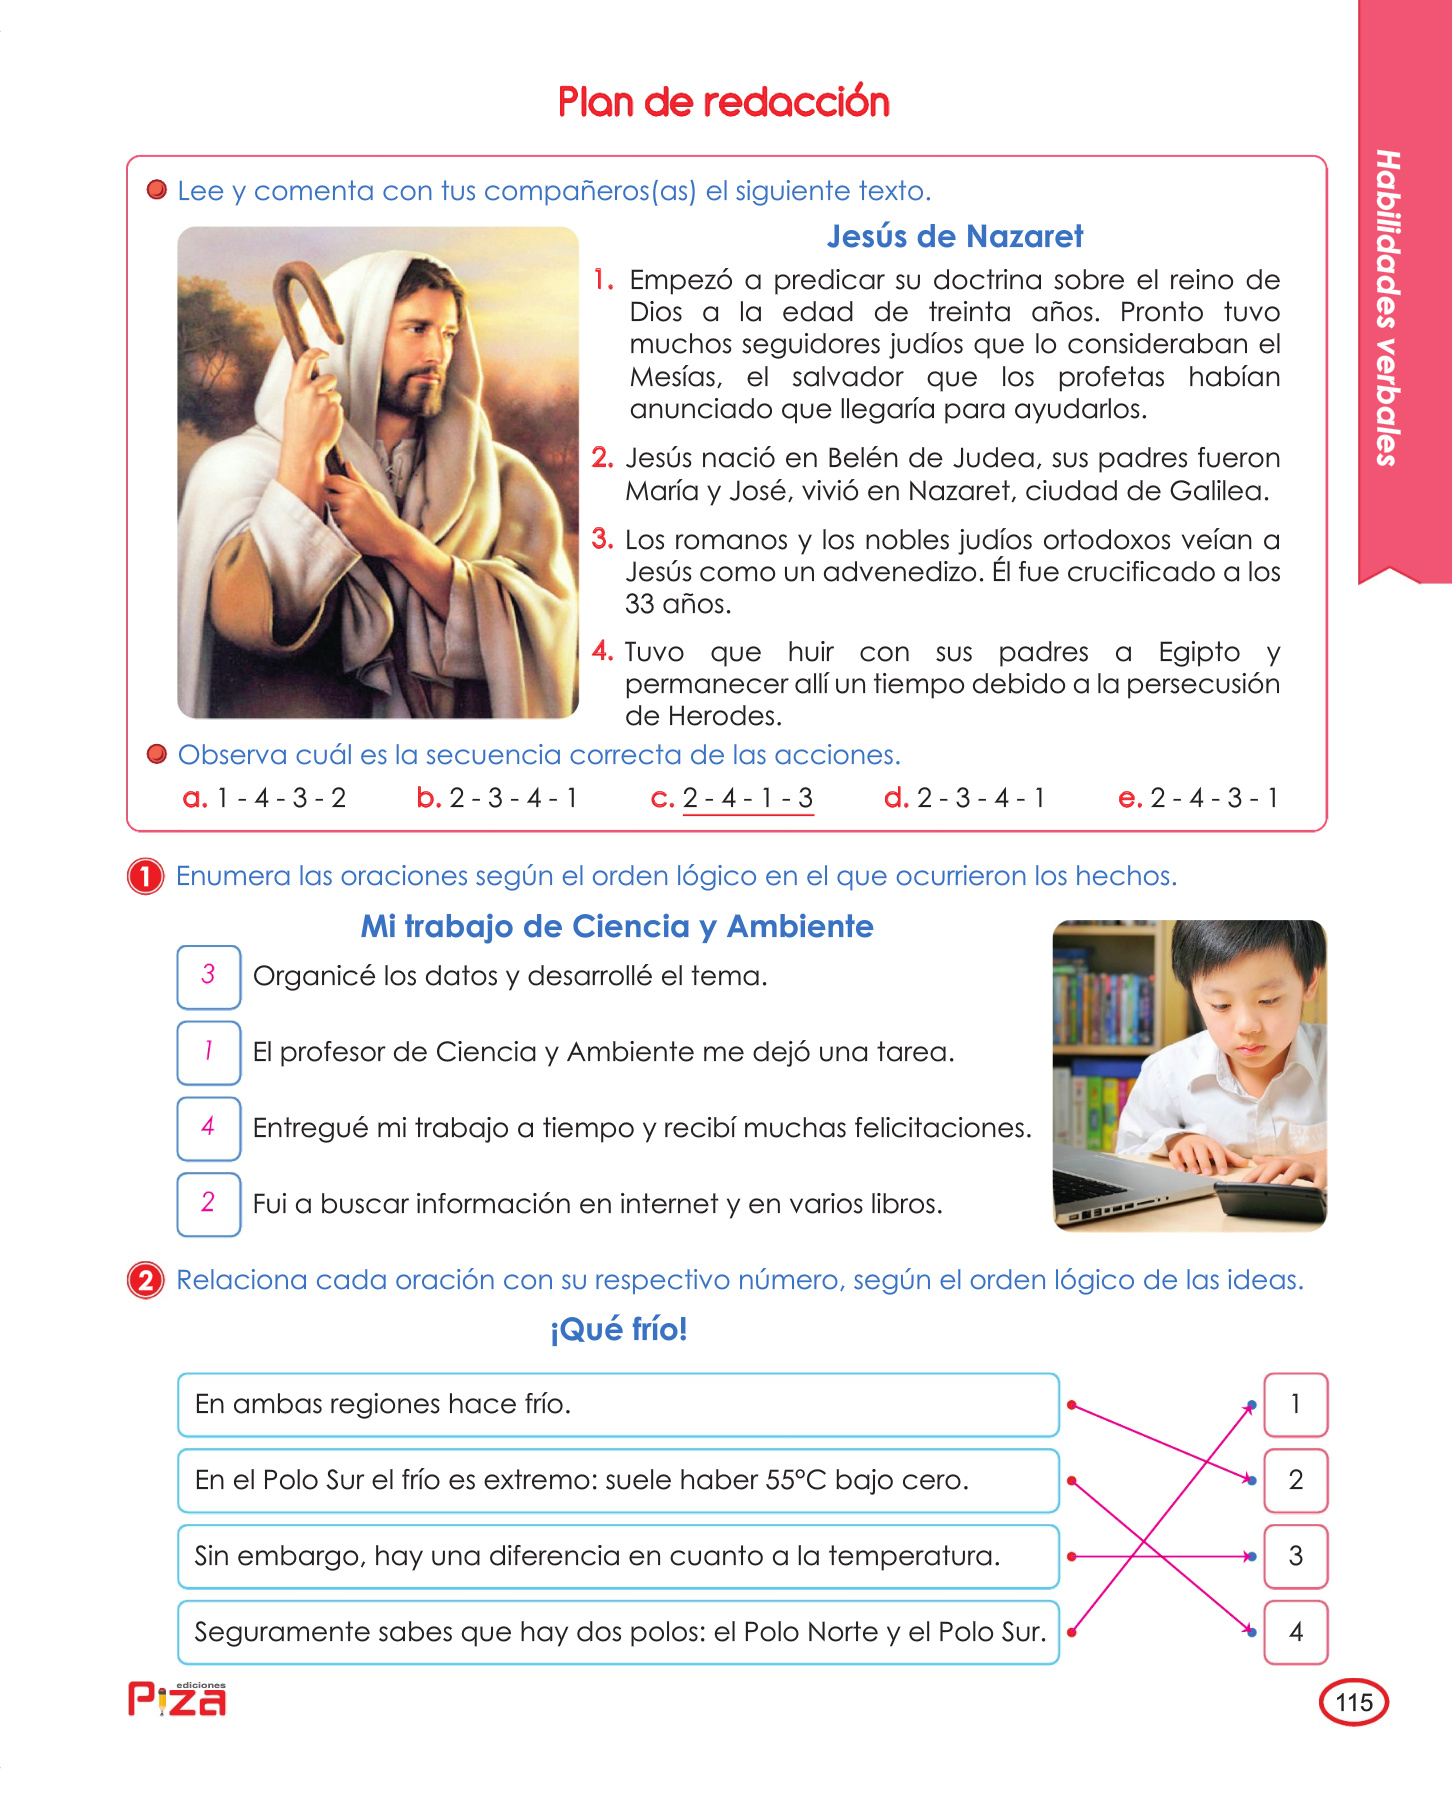 Plan de redacción
Habilidades verbales
Lee y comenta con tus compañeros(as) el siguiente texto.
Jesús de Nazaret
1. Empezó a predicar su doctrina sobre el reino de
Dios a la edad de treinta años. Pronto tuvo
muchos seguidores judíos que lo consideraban el
Mesías, el salvador que los profetas habían
anunciado que llegaría para ayudarlos.
2. Jesús nació en Belén de Judea, sus padres fueron
María y José, vivió en Nazaret, ciudad de Galilea.
3. Los romanos y los nobles judíos ortodoxos veían a
Jesús como un advenedizo. Él fue crucificado a los
33 años.
4. Tuvo que huir con sus padres a Egipto y
permanecer allí un tiempo debido a la persecusión
de Herodes.
Observa cuál es la secuencia correcta de las acciones.
a. 1 - 4 - 3 - 2 b. 2 - 3 - 4 - 1 c. 2 - 4 - 1 - 3 d. 2 - 3 - 4 - 1 e. 2 - 4 - 3 - 1
1 Enumera las oraciones según el orden lógico en el que ocurrieron los hechos.
Mi trabajo de Ciencia y Ambiente
3 Organicé los datos y desarrollé el tema.
1 El profesor de Ciencia y Ambiente me dejó una tarea.
4 Entregué mi trabajo a tiempo y recibí muchas felicitaciones.
2 Fui a buscar información en internet y en varios libros.
2 Relaciona cada oración con su respectivo número, según el orden lógico de las ideas.
¡Qué frío!
En ambas regiones hace frío. 1
En el Polo Sur el frío es extremo: suele haber 55°C bajo cero. 2
Sin embargo, hay una diferencia en cuanto a la temperatura. 3
Seguramente sabes que hay dos polos: el Polo Norte y el Polo Sur. 4
ediciones
Piza
115